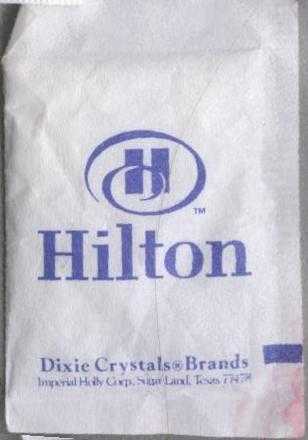 H
™
Hilton
Dixie Crystals® Brands
Imperial Holly Corp. Sugar Land, Texas 77478